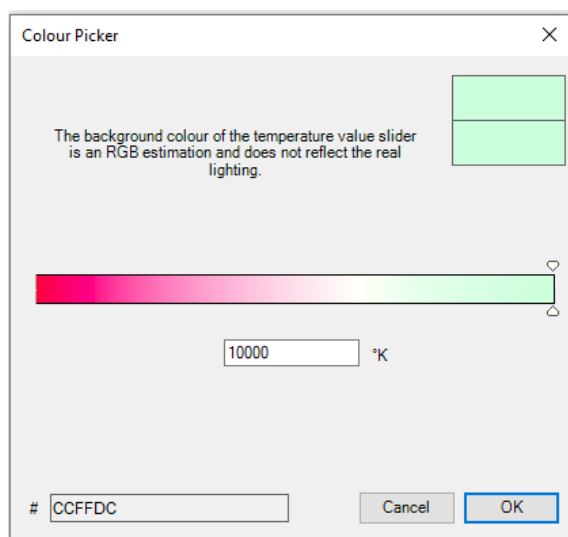 Colour Picker
The background colour of the temperature value slider
is an RGB estimation and does not reflect the real
lighting.
10000 °K
# CCFFDC Cancel OK